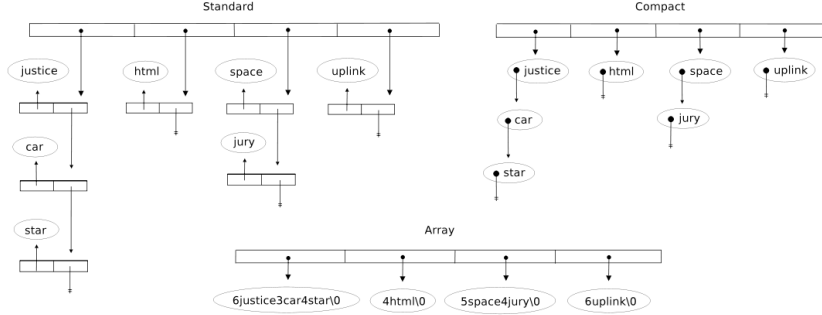 Standard
Compact
justice
html
space
uplink
car
jury
star
justice
html
space
uplink
car
jury
star
Array
6justice3car4star\0
4html\0
5space4jury\0
6uplink\0